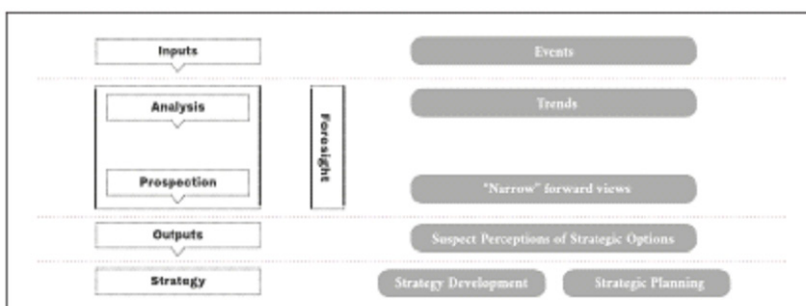 Inputs
Events
Analysis
Trends
Foresight
Prospection
"Narrow" forward views
Outputs
Suspect Perceptions of Strategic Options
Strategy
Strategy Development
Strategic Planning